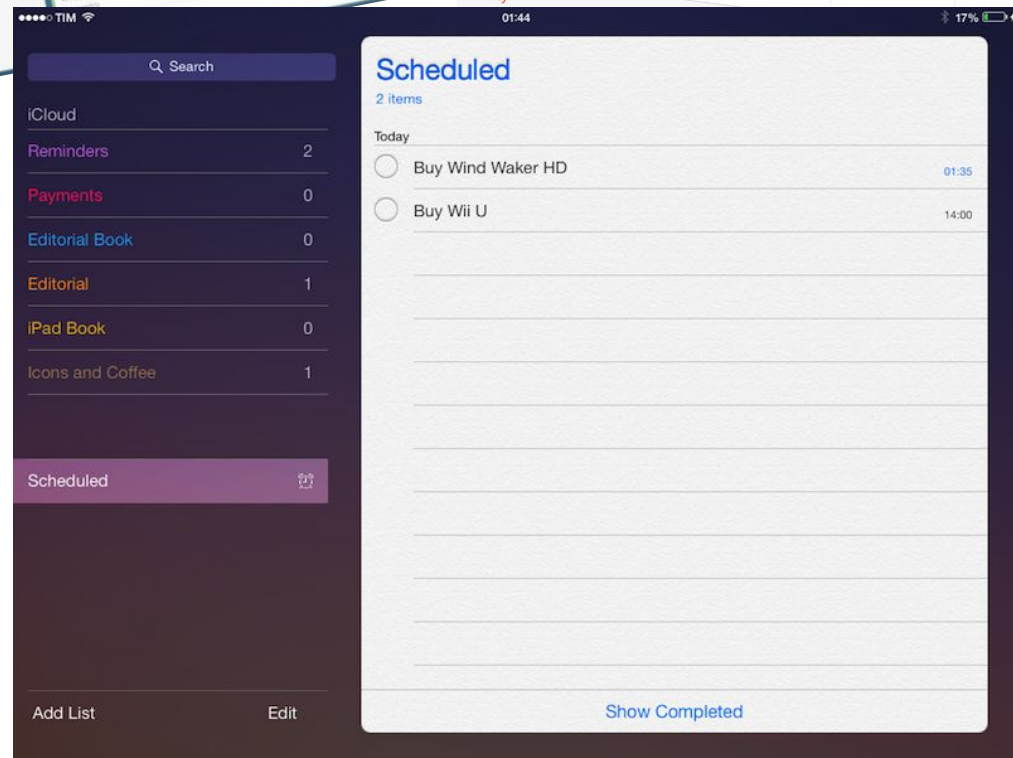 TIM 01:44 17%
Search
iCloud
Reminders 2
Payments 0
Editorial Book 0
Editorial 1
iPad Book 0
Icons and Coffee 1
Scheduled
Add List Edit
Scheduled
2 items
Today
Buy Wind Waker HD 01:35
Buy Wii U 14:00
Show Completed